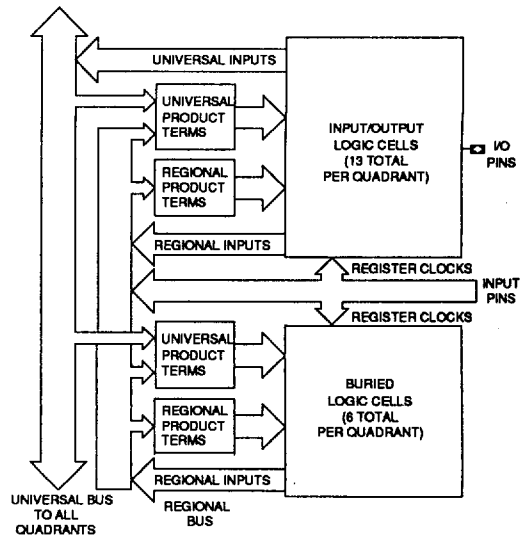 UNIVERSAL INPUTS
UNIVERSAL
PRODUCT
TERMS
REGIONAL
PRODUCT
TERMS
INPUT/OUTPUT
LOGIC CELLS
(13 TOTAL
PER QUADRANT)
I/O
PINS
REGIONAL INPUTS
REGISTER CLOCKS
INPUT
PINS
REGISTER CLOCKS
UNIVERSAL
PRODUCT
TERMS
REGIONAL
PRODUCT
TERMS
BURIED
LOGIC CELLS
(6 TOTAL
PER QUADRANT)
REGIONAL INPUTS
UNIVERSAL BUS
TO ALL
QUADRANTS
REGIONAL
BUS